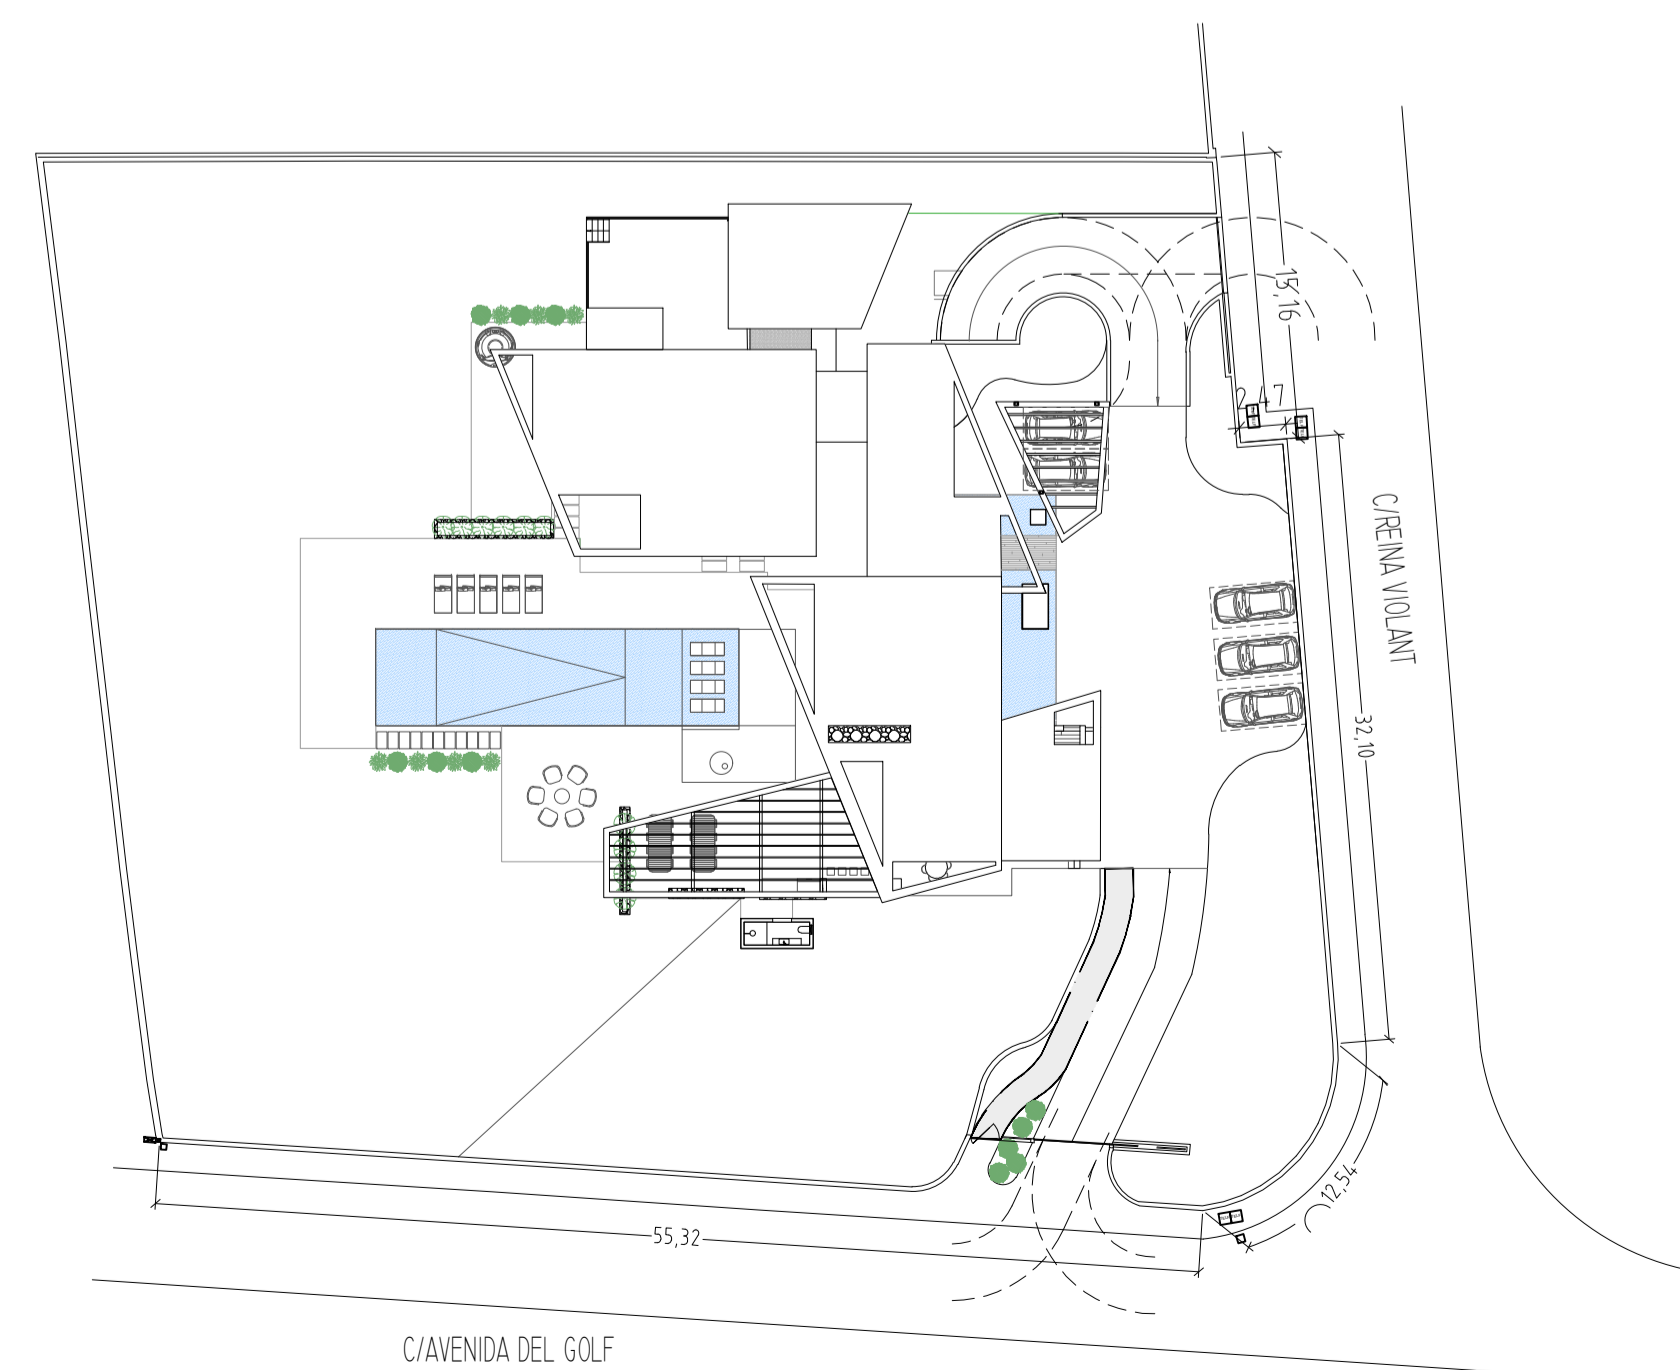 15,16
2,47
C/REINA VIOLANT
32,10
12,54
55,32
C/AVENIDA DEL GOLF